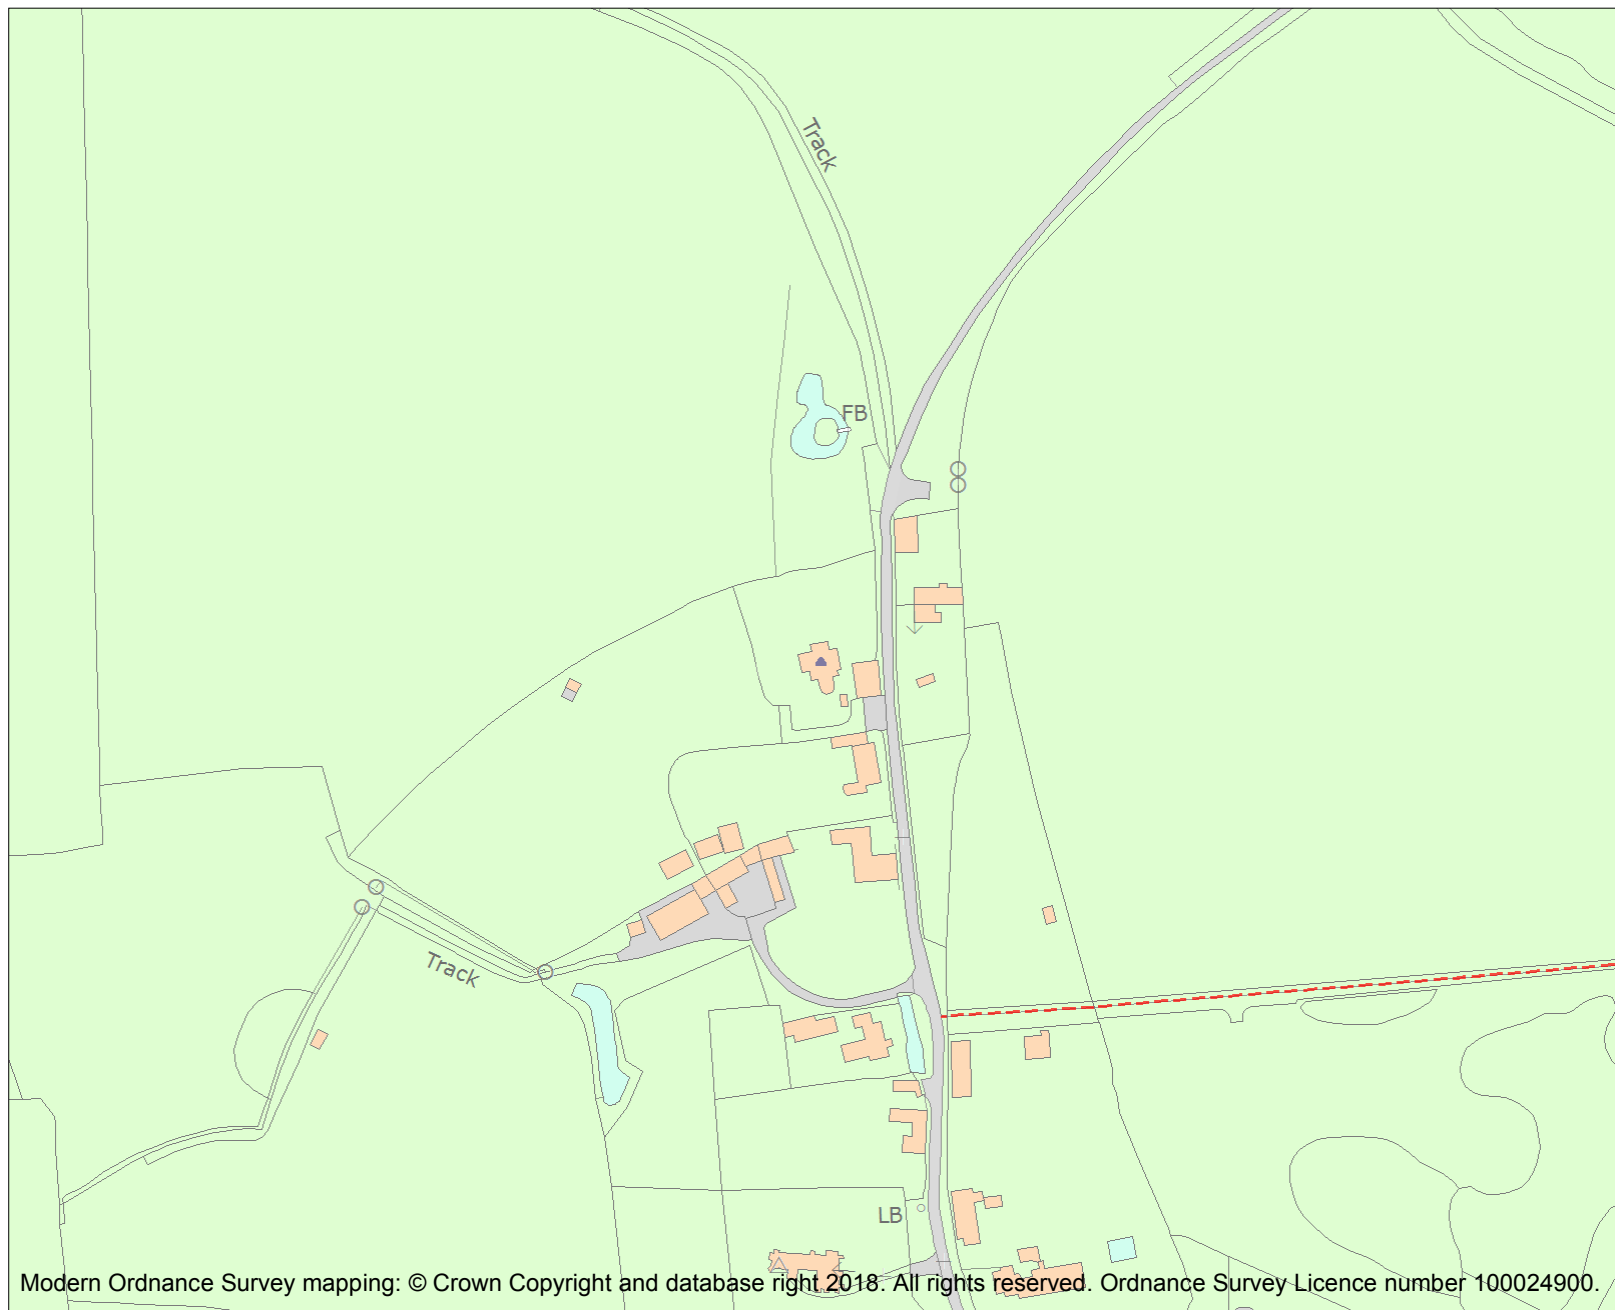 Track
FB
Track
LB
Modern Ordnance Survey mapping: © Crown Copyright and database right 2018. All rights reserved. Ordnance Survey Licence number 100024900.